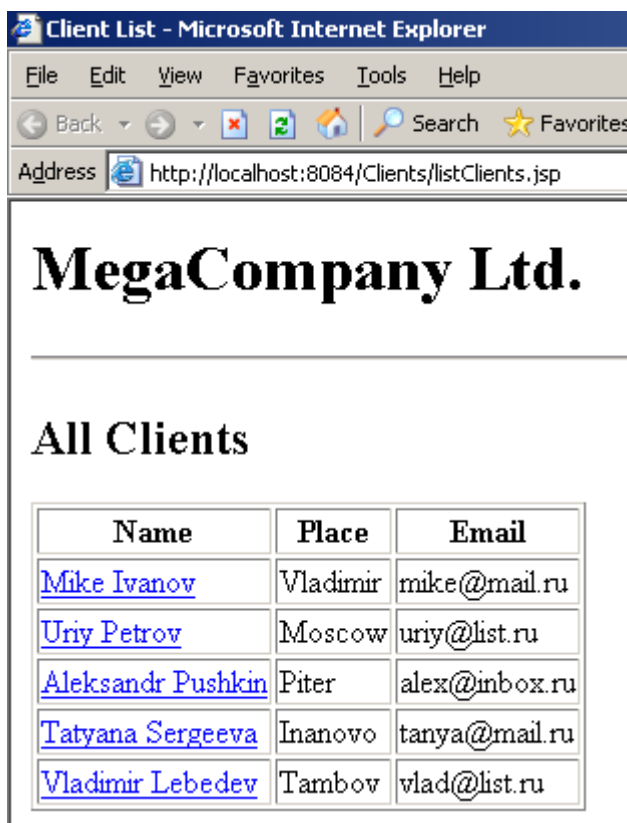 Client List - Microsoft Internet Explorer
File Edit View Favorites Tools Help
Back Search Favorites
Address http://localhost:8084/Clients/listClients.jsp
MegaCompany Ltd.
All Clients
Name Place Email
Mike Ivanov Vladimir mike@mail.ru
Uriy Petrov Moscow uriy@list.ru
Aleksandr Pushkin Piter alex@inbox.ru
Tatyana Sergeeva Inanovo tanya@mail.ru
Vladimir Lebedev Tambov vlad@list.ru